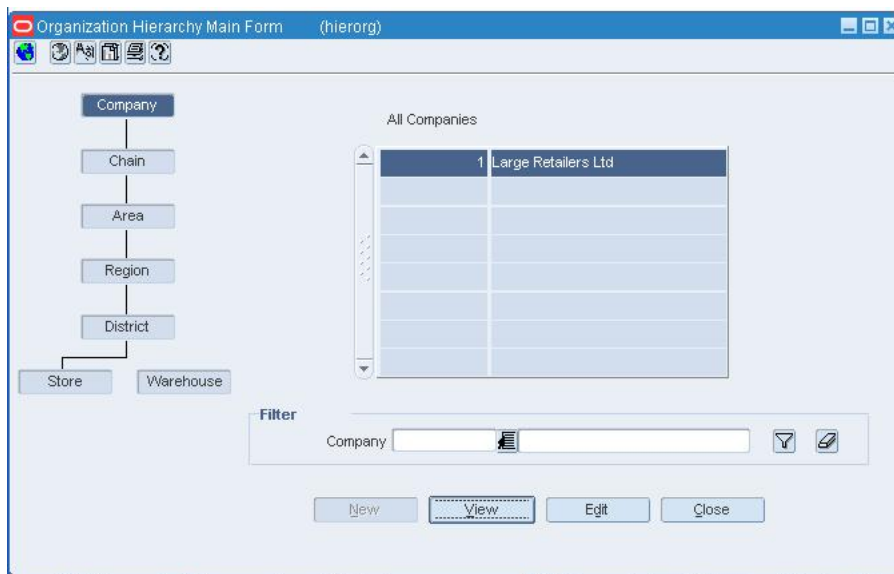 Organization Hierarchy Main Form (hierorg)
Company
Chain
Area
Region
District
Store Warehouse
All Companies
1 Large Retailers Ltd
Filter
Company
New View Edit Close